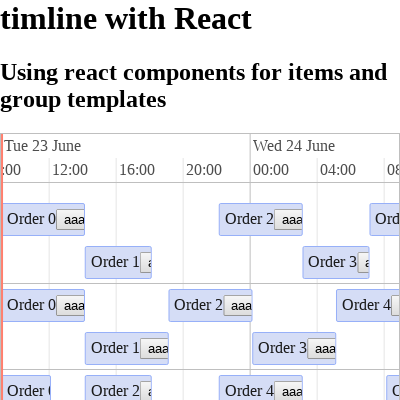 timline with React
Using react components for items and
group templates
Tue 23 June
Wed 24 June
:00 12:00 16:00 20:00 00:00 04:00 08
Order 0 aaa Order 2 aaa Ord
Order 1 a Order 3 a
Order 0 aaa Order 2 aaa Order 4
Order 1 aaa Order 3 aaa
Order Order 2 a Order 4 aaa